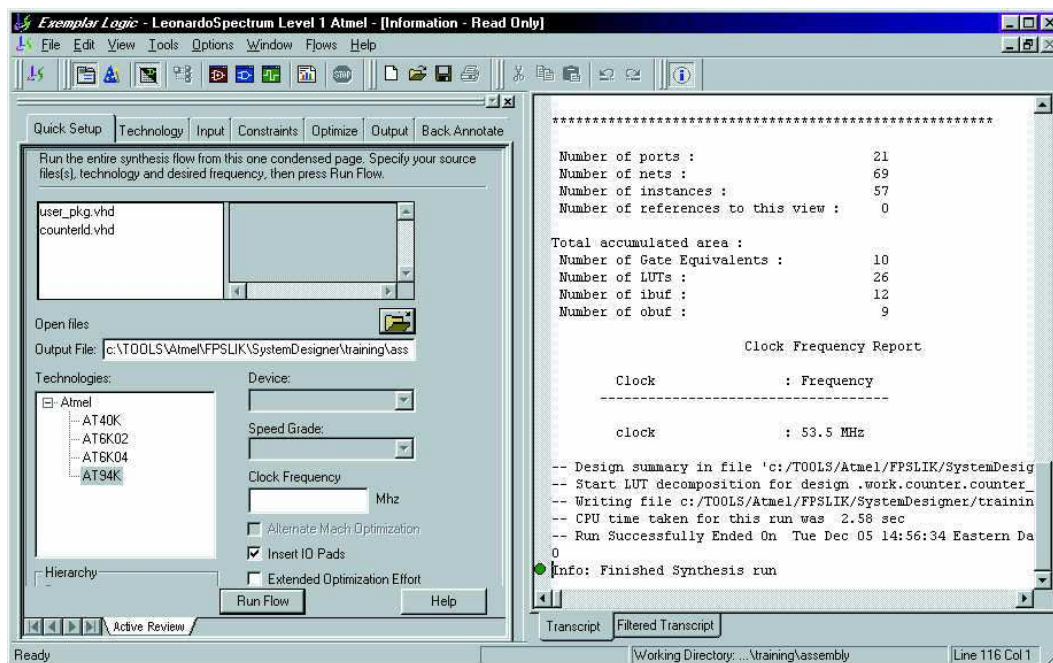 Exemplar Logic - LeonardoSpectrum Level 1 Atmel - [Information - Read Only]
File Edit View Tools Options Window Flows Help
STOP
Quick Setup Technology Input Constraints Optimize Output Back Annotate
Run the entire synthesis flow from this one condensed page. Specify your source
files(s), technology and desired frequency, then press Run Flow.
user_pkg.vhd
counterld.vhd
Open files
Output File: c:\TOOLS\Atmel\FPSLIK\SystemDesigner\training\ass
Technologies:
Device:
Atmel
AT40K
AT6K02
AT6K04
AT94K
Speed Grade:
Clock Frequency
Mhz
Alternate Mach Optimization
Insert IO Pads
Extended Optimization Effort
Hierarchy
Run Flow Help
Active Review
*******************************************************
Number of ports : 21
Number of nets : 69
Number of instances : 57
Number of references to this view : 0
Total accumulated area :
Number of Gate Equivalents : 10
Number of LUTs : 26
Number of ibuf : 12
Number of obuf : 9
Clock Frequency Report
Clock : Frequency
------------------------------------
clock : 53.5 MHz
-- Design summary in file 'c:/TOOLS/Atmel/FPSLIK/SystemDesig
-- Start LUT decomposition for design .work.counter.counter_
-- Writing file c:/TOOLS/Atmel/FPSLIK/SystemDesigner/trainin
-- CPU time taken for this run was 2.58 sec
-- Run Successfully Ended On Tue Dec 05 14:56:34 Eastern Da
0
Info: Finished Synthesis run
Transcript Filtered Transcript
Ready
Working Directory: ...\training\assembly
Line 116 Col 1